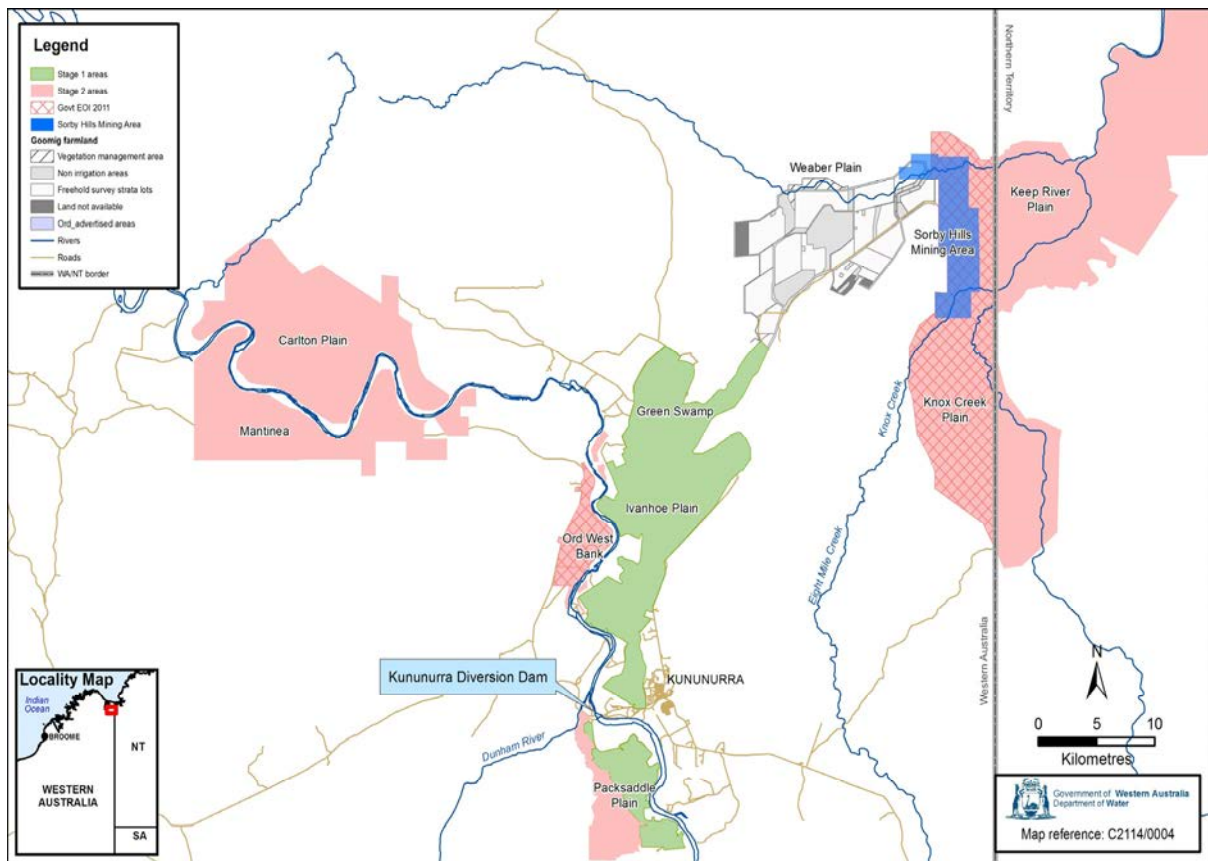 Legend
Stage 1 areas
Stage 2 areas
Govt EOI 2011
Sorby Hills Mining Area
Goomig farmland
Vegetation management area
Non irrigation areas
Freehold survey strata lots
Land not available
Ord_advertised areas
Rivers
Roads
WA/NT border
Northern Territory
Weaber Plain
Keep River
Plain
Sorby Hills
Mining Area
Carlton Plain
Mantinea
Green Swamp
Knox Creek
Knox Creek
Plain
Ivanhoe Plain
Ord West
Bank
Eight Mile Creek
Western Australia
Kununurra Diversion Dam
KUNUNURRA
Dunham River
Packsaddle
Plain
N
0 5 10
Kilometres
Locality Map
Indian
Ocean
BROOME
NT
WESTERN
AUSTRALIA
SA
Government of Western Australia
Department of Water
Map reference: C2114/0004